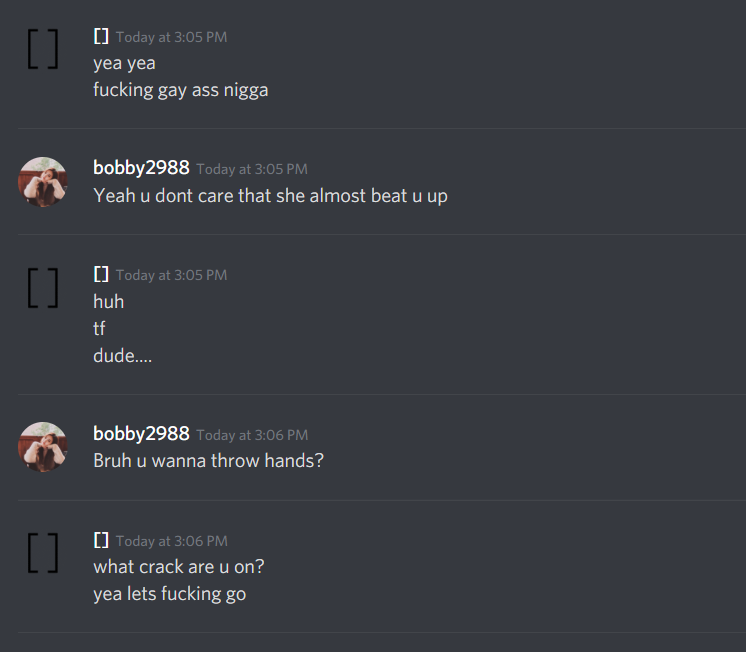 [] Today at 3:05 PM
yea yea
fucking gay ass nigga
bobby2988 Today at 3:05 PM
Yeah u dont care that she almost beat u up
[] Today at 3:05 PM
huh
tf
dude....
bobby2988 Today at 3:06 PM
Bruh u wanna throw hands?
[] Today at 3:06 PM
what crack are u on?
yea lets fucking go